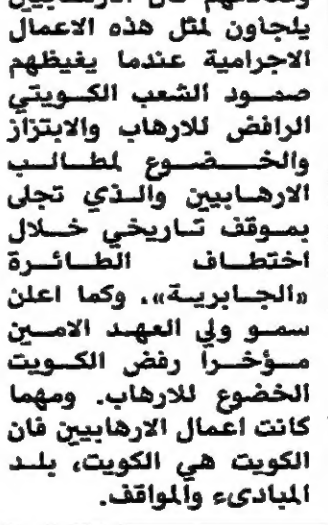 يلجأون لمثل هذه الاعمال
الاجرامية عندما يغيظهم
صمود الشعب الكويتي
الرافض للارهاب والابتزاز
والخضوع لمطالب
الارهابيين والذي تجلى
بموقف تاريخي خلال
اختطاف الطائرة
«الجابرية»، وكما اعلن
سمو ولي العهد الامين
مؤخراً رفض الكويت
الخضوع للارهاب. ومهما
كانت اعمال الارهابيين فان
الكويت هي الكويت، بلد
المبادىء والمواقف.